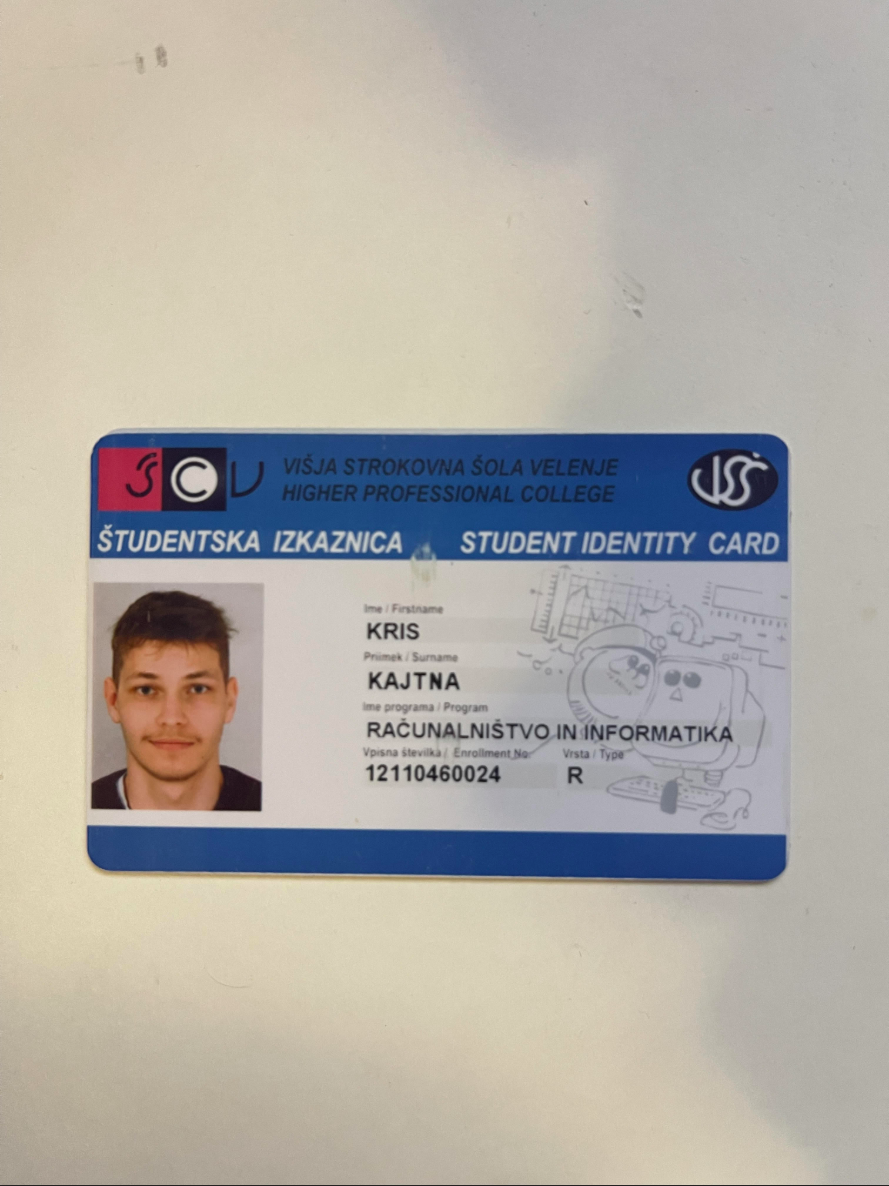 ŠCV
VIŠJA STROKOVNA ŠOLA VELENJE
HIGHER PROFESSIONAL COLLEGE
VSŠ
ŠTUDENTSKA IZKAZNICA STUDENT IDENTITY CARD
Ime / Firstname
KRIS
Priimek / Surname
KAJTNA
Ime programa / Program
RAČUNALNIŠTVO IN INFORMATIKA
Vpisna številka / Enrollment No. Vrsta / Type
12110460024 R